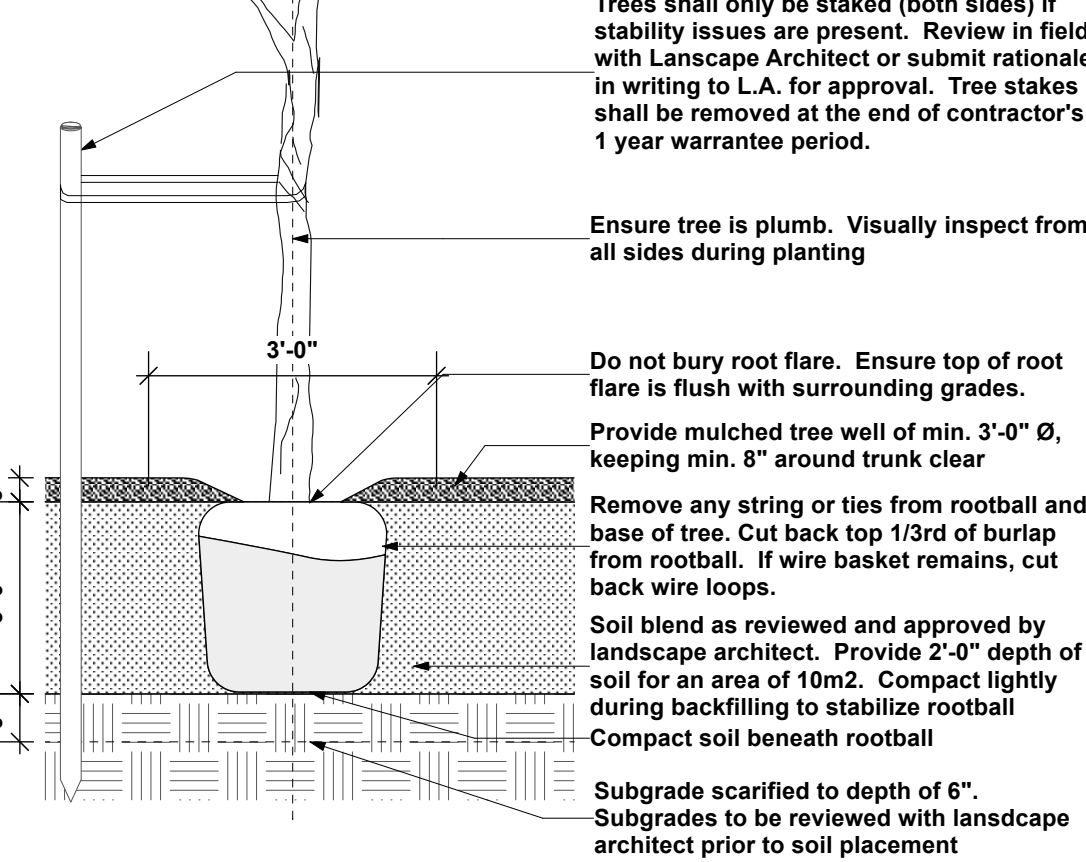 Trees shall only be staked (both sides) if
stability issues are present. Review in field
with Lanscape Architect or submit rationale
in writing to L.A. for approval. Tree stakes
shall be removed at the end of contractor's
1 year warrantee period.
Ensure tree is plumb. Visually inspect from
all sides during planting
3'-0"
Do not bury root flare. Ensure top of root
flare is flush with surrounding grades.
Provide mulched tree well of min. 3'-0" Ø,
keeping min. 8" around trunk clear
Remove any string or ties from rootball and
base of tree. Cut back top 1/3rd of burlap
from rootball. If wire basket remains, cut
back wire loops.
Soil blend as reviewed and approved by
landscape architect. Provide 2'-0" depth of
soil for an area of 10m2. Compact lightly
during backfilling to stabilize rootball
Compact soil beneath rootball
Subgrade scarified to depth of 6".
Subgrades to be reviewed with lansdcape
architect prior to soil placement